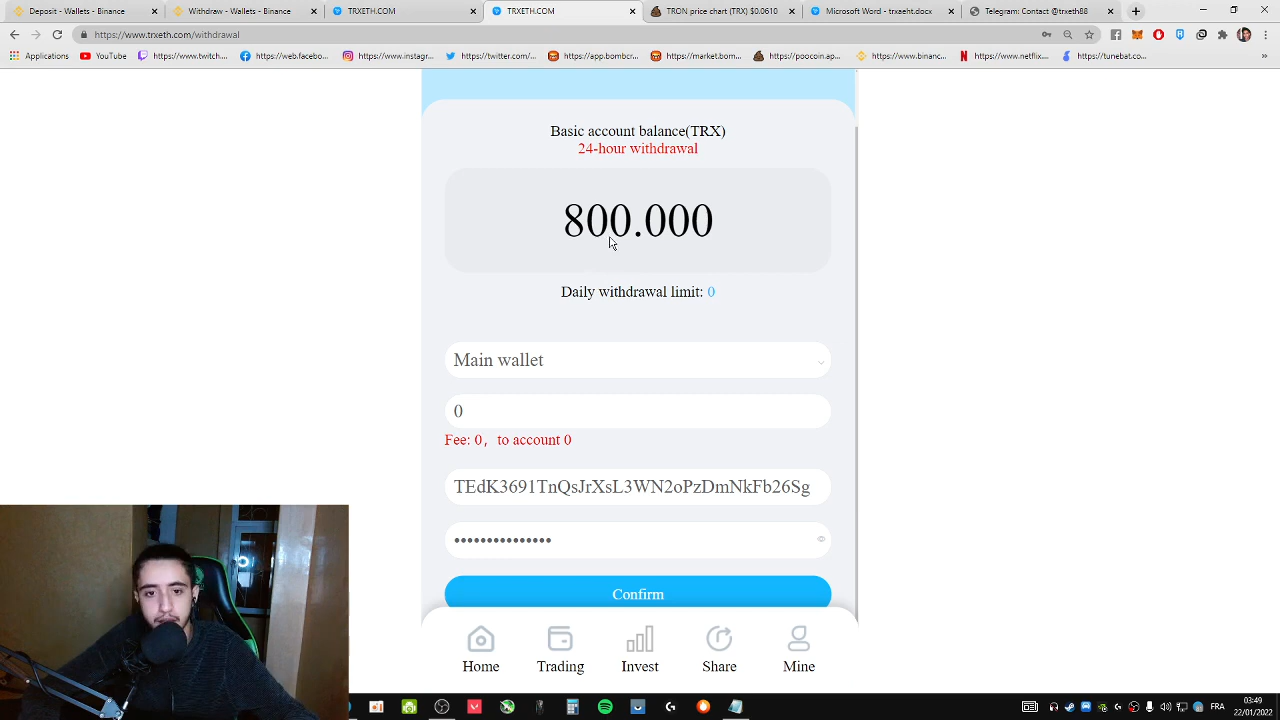 Deposit - Wallets - Binance
Withdraw - Wallets - Binance
TRXETH.COM
TRXETH.COM
TRON price chart (TRX) $0.0610
Microsoft Word - trxaeht.docx
Telegram: Contact @trxeth88
https://www.trxeth.com/withdrawal
Applications
YouTube
https://www.twitch...
https://web.facebo...
https://www.instag...
https://twitter.com/...
https://app.bombcr...
https://market.bom...
https://poocoin.ap...
https://www.binanc...
https://www.netflix...
https://tunebat.co...
»
Basic account balance(TRX)
24-hour withdrawal
800.000
Daily withdrawal limit: 0
Main wallet
0
Fee: 0，to account 0
TEdK3691TnQsJrXsL3WN2oPzDmNkFb26Sg
•••••••••••••••
Confirm
Home
Trading
Invest
Share
Mine
FRA
03:49
22/01/2022